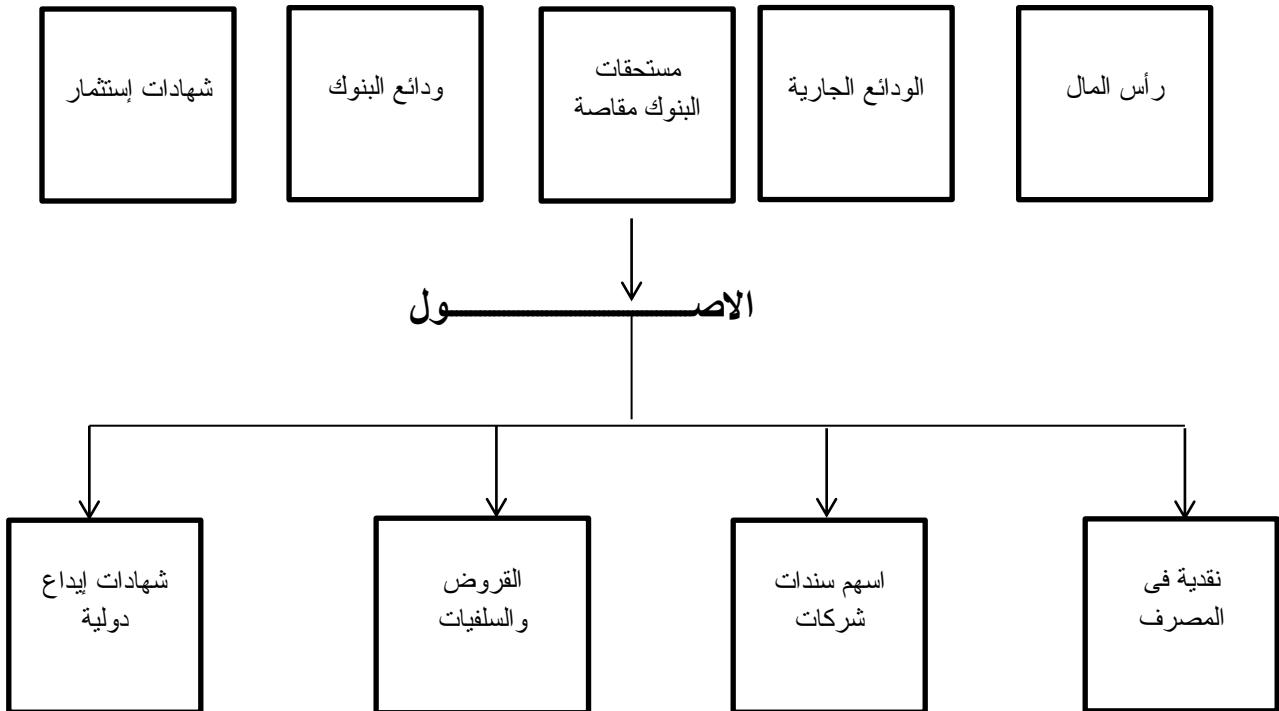 رأس المال
الودائع الجارية
مستحقات
البنوك مقاصة
ودائع البنوك
شهادات إستثمار
الاصــــــــــــــــول
نقدية فى
المصرف
اسهم سندات
شركات
القروض
والسلفيات
شهادات إيداع
دولية